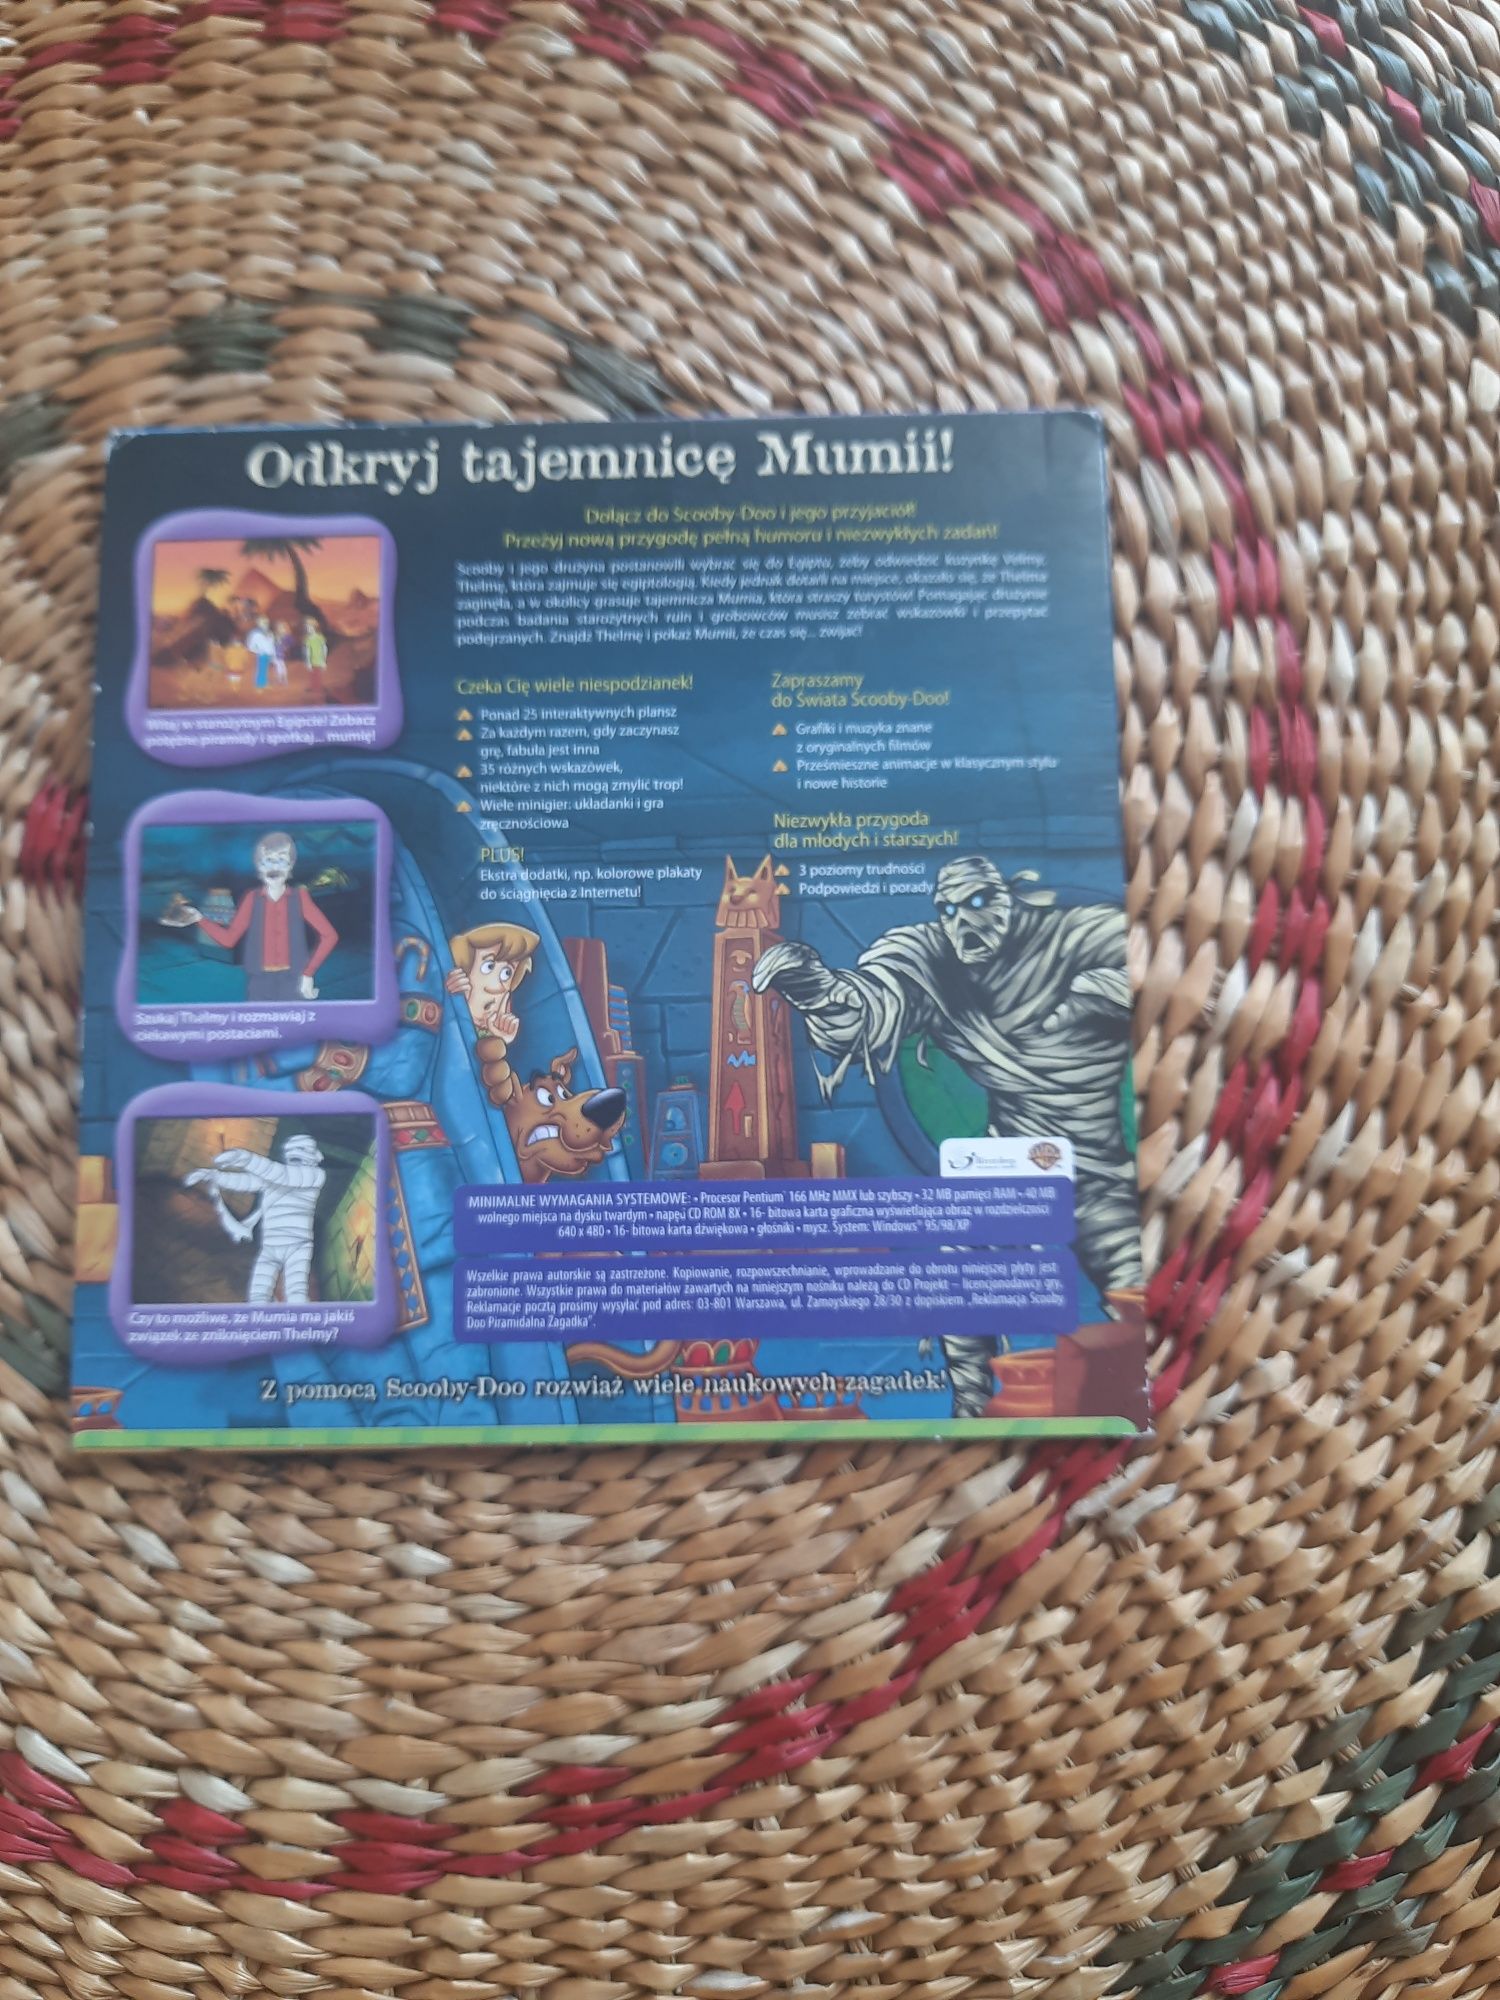 Odkryj tajemnicę Mumii!
Dołącz do Scooby-Doo i jego przyjaciół!
Przeżyj nową przygodę pełną humoru i niezwykłych zadań!
Scooby i jego drużyna postanowili wybrać się do Egiptu, żeby odwiedzić kuzynkę Velmy,
Thelmę, która zajmuje się egiptologią. Kiedy jednak dotarli na miejsce, okazało się, że Thelma
zaginęła, a w okolicy grasuje tajemnicza Mumia, która straszy turystów! Pomagając drużynie
podczas badania starożytnych ruin i grobowców musisz zebrać wskazówki i przepytać
podejrzanych. Znajdź Thelmę i pokaż Mumii, że czas się... zwijać!
Witaj w starożytnym Egipcie! Zobacz
potężne piramidy i spotkaj... mumię!
Szukaj Thelmy i rozmawiaj z
ciekawymi postaciami.
Czy to możliwe, że Mumia ma jakiś
związek ze zniknięciem Thelmy?
Czeka Cię wiele niespodzianek!
Ponad 25 interaktywnych plansz
Za każdym razem, gdy zaczynasz
grę, fabuła jest inna
35 różnych wskazówek,
niektóre z nich mogą zmylić trop!
Wiele minigier: układanki i gra
zręcznościowa
PLUS!
Ekstra dodatki, np. kolorowe plakaty
do ściągnięcia z Internetu!
Zapraszamy
do Świata Scooby-Doo!
Grafiki i muzyka znane
z oryginalnych filmów
Prześmieszne animacje w klasycznym stylu
i nowe historie
Niezwykła przygoda
dla młodych i starszych!
3 poziomy trudności
Podpowiedzi i porady
MINIMALNE WYMAGANIA SYSTEMOWE: • Procesor Pentium® 166 MHz MMX lub szybszy • 32 MB pamięci RAM • 40 MB
wolnego miejsca na dysku twardym • napęd CD ROM 8X • 16- bitowa karta graficzna wyświetlająca obraz w rozdzielczości
640 x 480 • 16- bitowa karta dźwiękowa • głośniki • mysz. System: Windows® 95/98/XP
Wszelkie prawa autorskie są zastrzeżone. Kopiowanie, rozpowszechnianie, wprowadzanie do obrotu niniejszej płyty jest
zabronione. Wszystkie prawa do materiałów zawartych na niniejszym nośniku należą do CD Projekt – licencjonodawcy gry.
Reklamacje pocztą prosimy wysyłać pod adres: 03-801 Warszawa, ul. Zamoyskiego 28/30 z dopiskiem „Reklamacja Scooby
Doo Piramidalna Zagadka".
Z pomocą Scooby-Doo rozwiąż wiele naukowych zagadek!